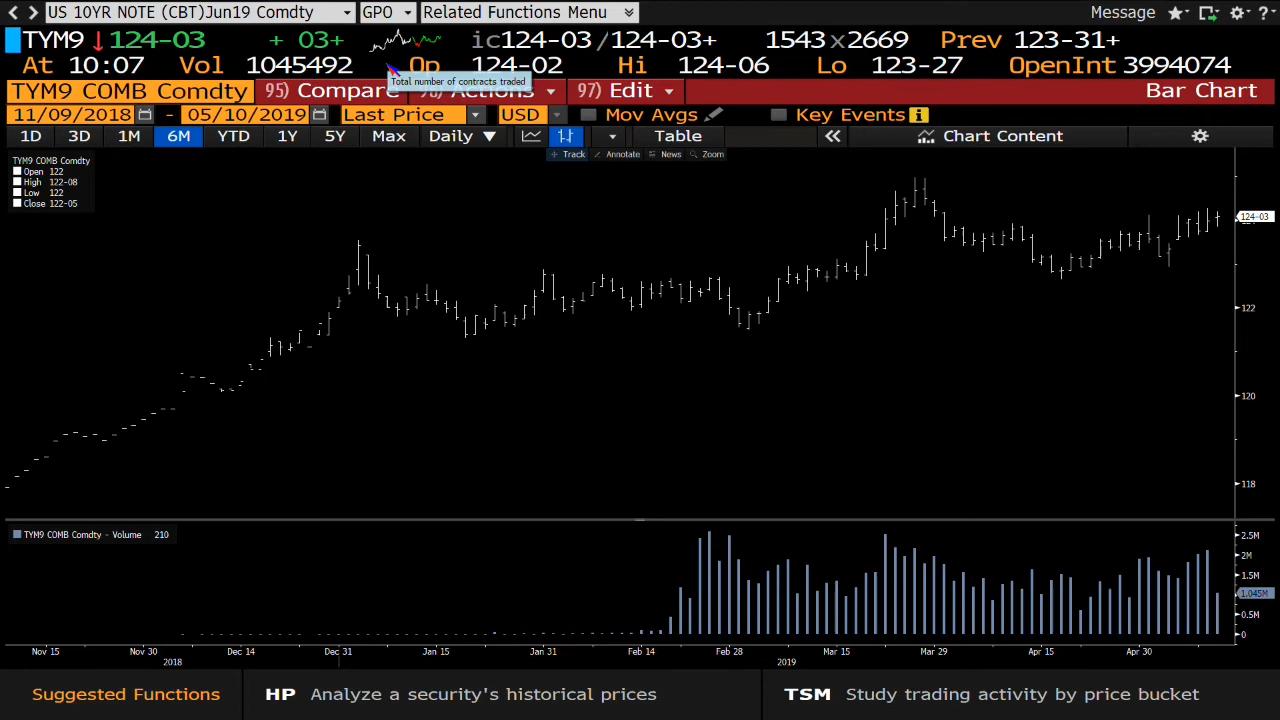 US 10YR NOTE (CBT)Jun19 Comdty GPO Related Functions Menu Message ?
TYM9 ↓124-03 + 03+ ic124-03 /124-03+ 1543 x2669 Prev 123-31+
At 10:07 Vol 1045492 Op 124-02 Hi 124-06 Lo 123-27 OpenInt 3994074
Total number of contracts traded
TYM9 COMB Comdty 95) Compare Actions 97) Edit Bar Chart
11/09/2018 - 05/10/2019 Last Price USD Mov Avgs Key Events i
1D 3D 1M 6M YTD 1Y 5Y Max Daily ▼ Table Chart Content
Track Annotate News Zoom
TYM9 COMB Comdty
Open 122
High 122-08
Low 122
Close 122-05
124-03
122
120
118
TYM9 COMB Comdty - Volume 210
2.5M
2M
1.5M
1.045M
0.5M
0
Nov 15 Nov 30 Dec 14 Dec 31 Jan 15 Jan 31 Feb 14 Feb 28 Mar 15 Mar 29 Apr 15 Apr 30
2018 2019
Suggested Functions HP Analyze a security's historical prices TSM Study trading activity by price bucket